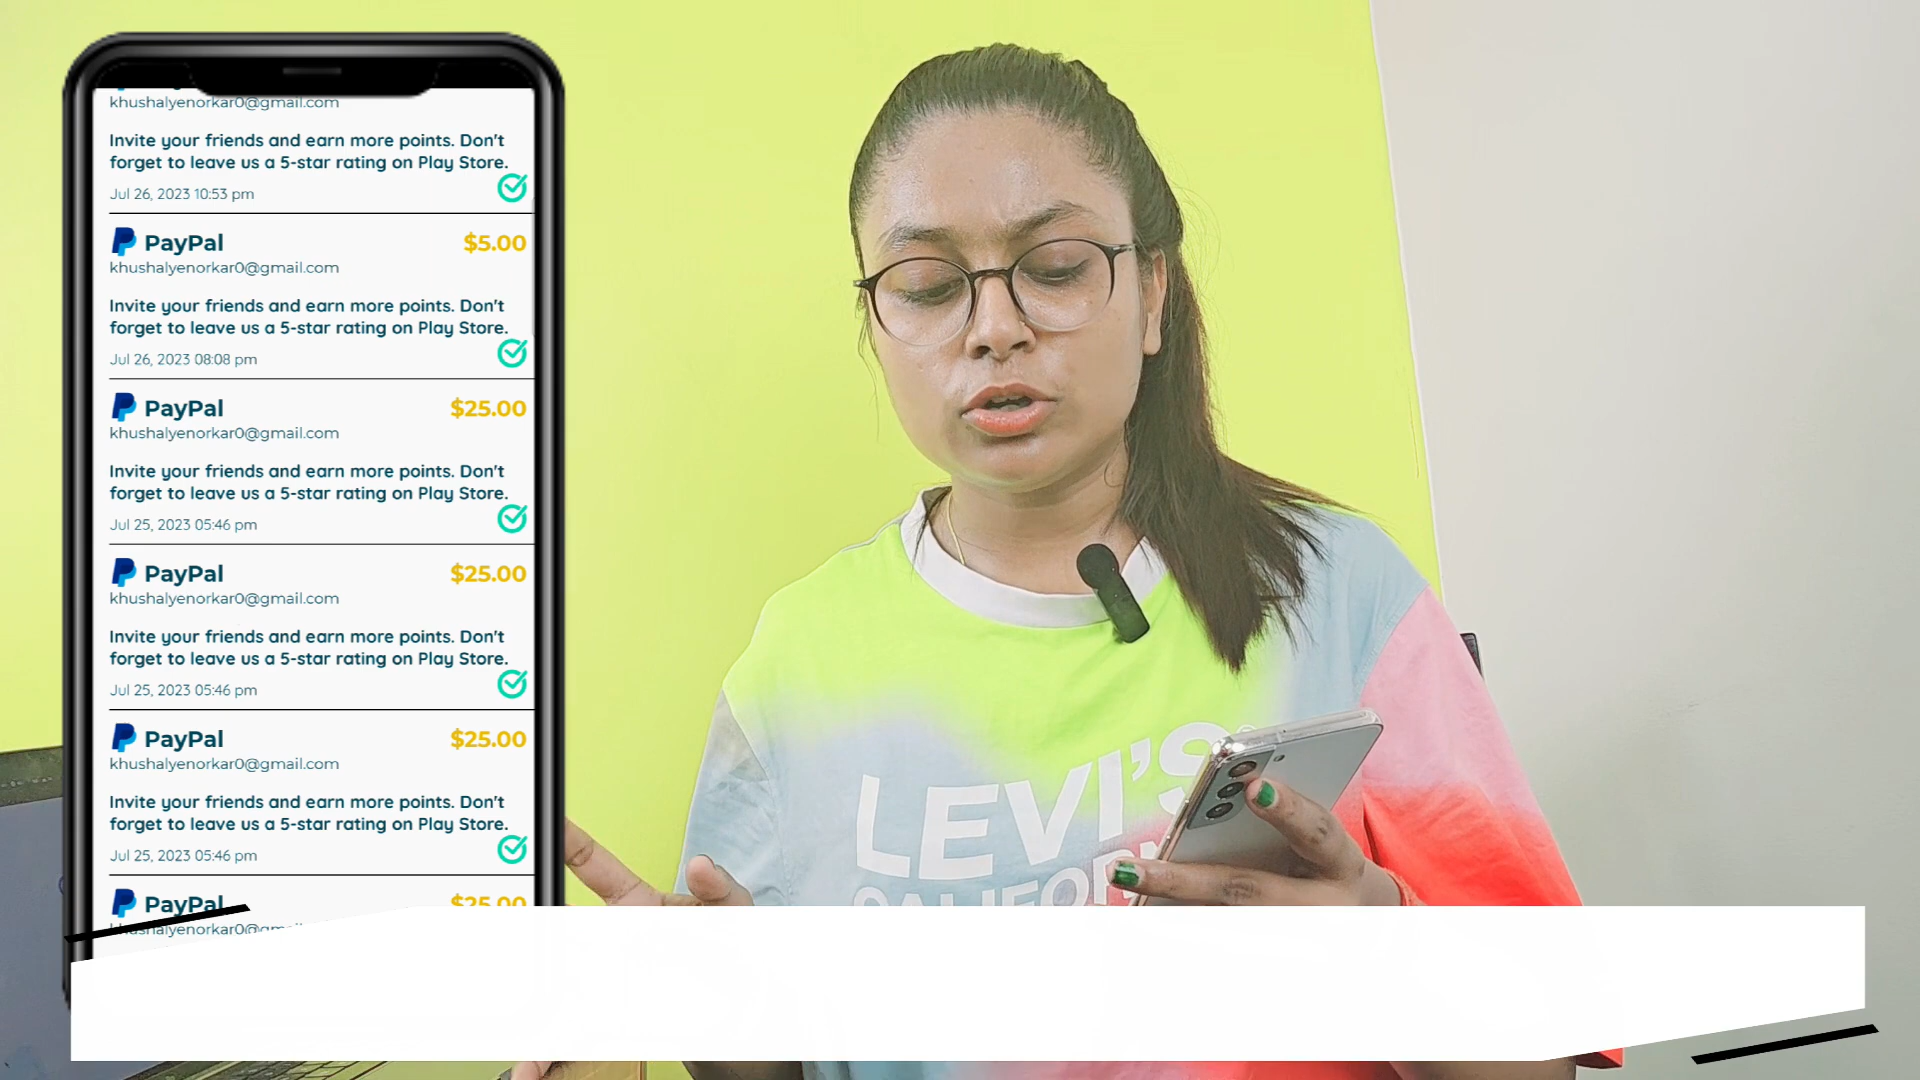 khushalyenorkar0@gmail.com
Invite your friends and earn more points. Don't
forget to leave us a 5-star rating on Play Store.
Jul 26, 2023 10:53 pm
PayPal $5.00
khushalyenorkar0@gmail.com
Invite your friends and earn more points. Don't
forget to leave us a 5-star rating on Play Store.
Jul 26, 2023 08:08 pm
PayPal $25.00
khushalyenorkar0@gmail.com
Invite your friends and earn more points. Don't
forget to leave us a 5-star rating on Play Store.
Jul 25, 2023 05:46 pm
PayPal $25.00
khushalyenorkar0@gmail.com
Invite your friends and earn more points. Don't
forget to leave us a 5-star rating on Play Store.
Jul 25, 2023 05:46 pm
PayPal $25.00
khushalyenorkar0@gmail.com
Invite your friends and earn more points. Don't
forget to leave us a 5-star rating on Play Store.
Jul 25, 2023 05:46 pm
PayPal $25.00
LEVI'S